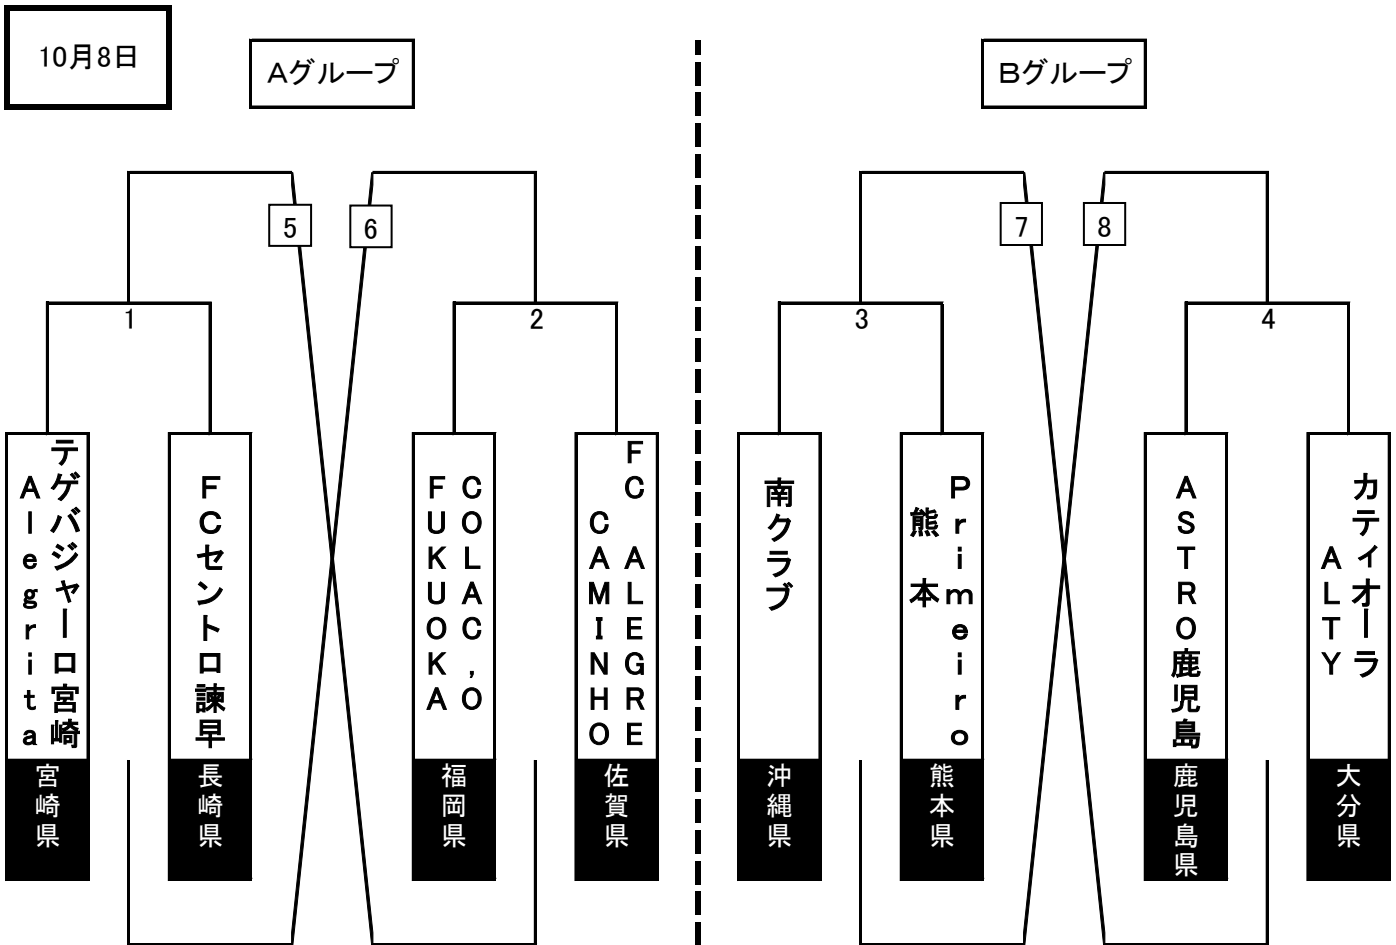 10月8日
Aグループ
Bグループ
5
6
7
8
1
2
3
4
テゲバジャーロ宮崎
Alegrita
FCセントロ諫早
COLAC,O
FUKUOKA
FC ALEGRE
CAMINHO
南クラブ
Primeiro
熊本
ASTRO鹿児島
カティオーラ
ALTY
宮崎県
長崎県
福岡県
佐賀県
沖縄県
熊本県
鹿児島県
大分県